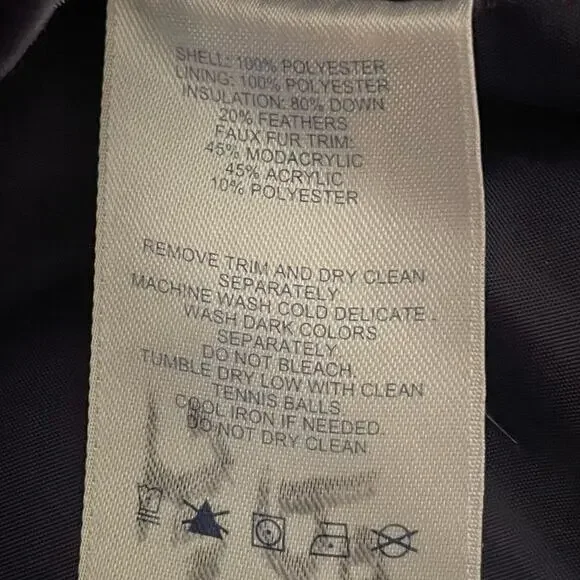 SHELL: 100% POLYESTER
LINING: 100% POLYESTER
INSULATION: 80% DOWN
20% FEATHERS
FAUX FUR TRIM:
45% MODACRYLIC
45% ACRYLIC
10% POLYESTER
REMOVE TRIM AND DRY CLEAN
SEPARATELY.
MACHINE WASH COLD DELICATE.
WASH DARK COLORS
SEPARATELY.
DO NOT BLEACH.
TUMBLE DRY LOW WITH CLEAN
TENNIS BALLS.
COOL IRON IF NEEDED.
DO NOT DRY CLEAN